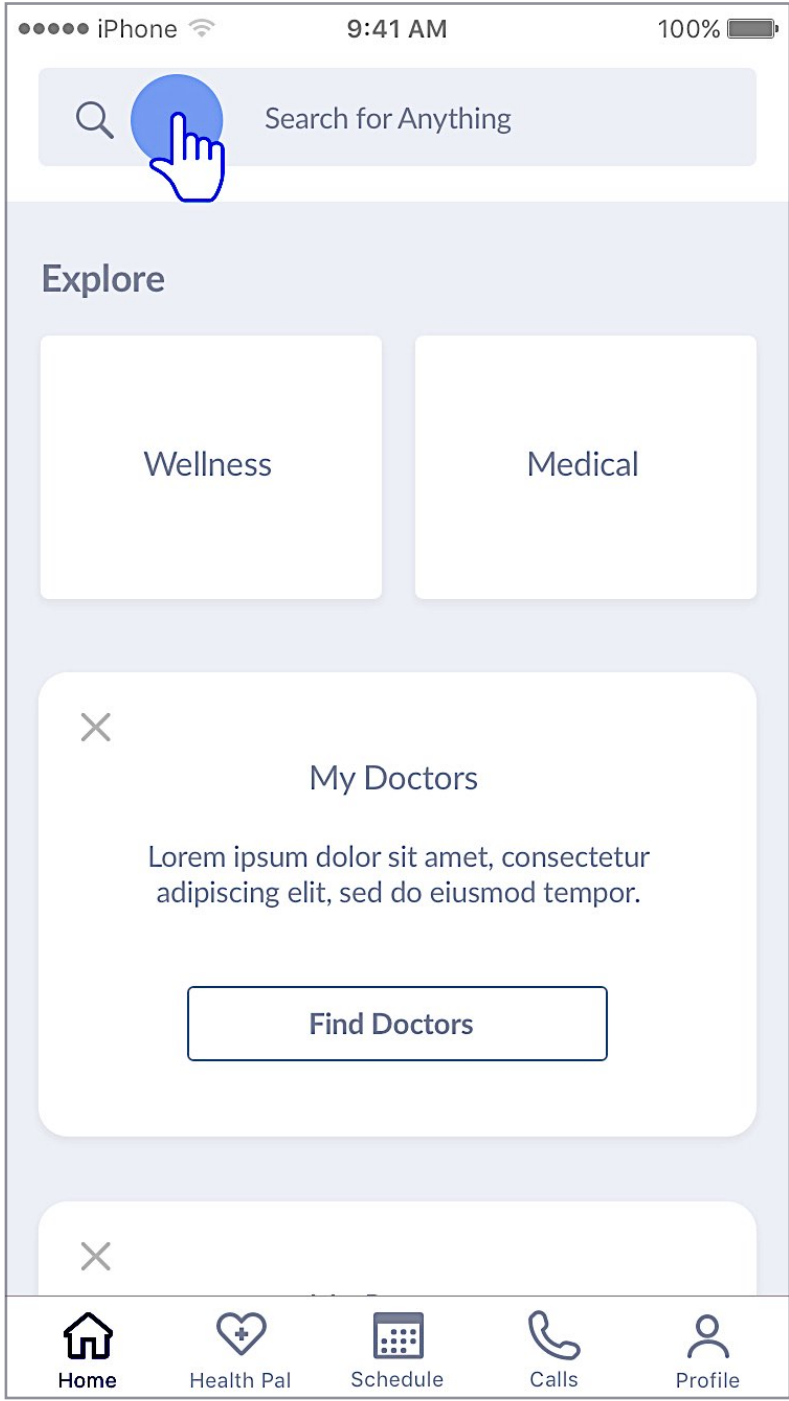 iPhone 9:41 AM 100%
Search for Anything
Explore
Wellness Medical
My Doctors
Lorem ipsum dolor sit amet, consectetur
adipiscing elit, sed do eiusmod tempor.
Find Doctors
Home Health Pal Schedule Calls Profile